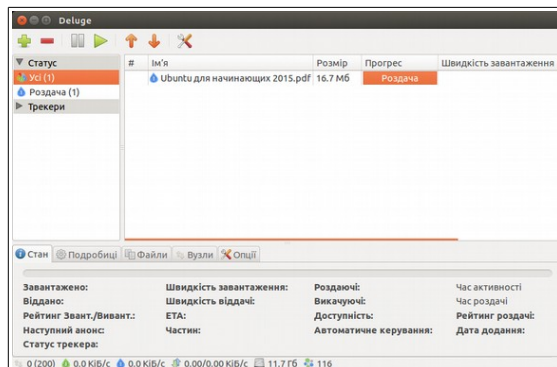 Deluge
Статус
Усі (1)
Роздача (1)
Трекери
# Ім'я Розмір Прогрес Швидкість завантаження
Ubuntu для начинающих 2015.pdf 16.7 Мб Роздача
Стан Подробиці Файли Вузли Опції
Завантажено: Швидкість завантаження: Роздаючі: Час активності
Віддано: Швидкість віддачі: Викачуючі: Час роздачі
Рейтинг Звант./Вивант.: ETA: Доступність: Рейтинг роздачі:
Наступний анонс: Частин: Автоматичне керування: Дата додання:
Статус трекера:
0 (200) 0.0 KiБ/с 0.0 KiБ/с 0.00/0.00 KiБ/с 11.7 Гб 116